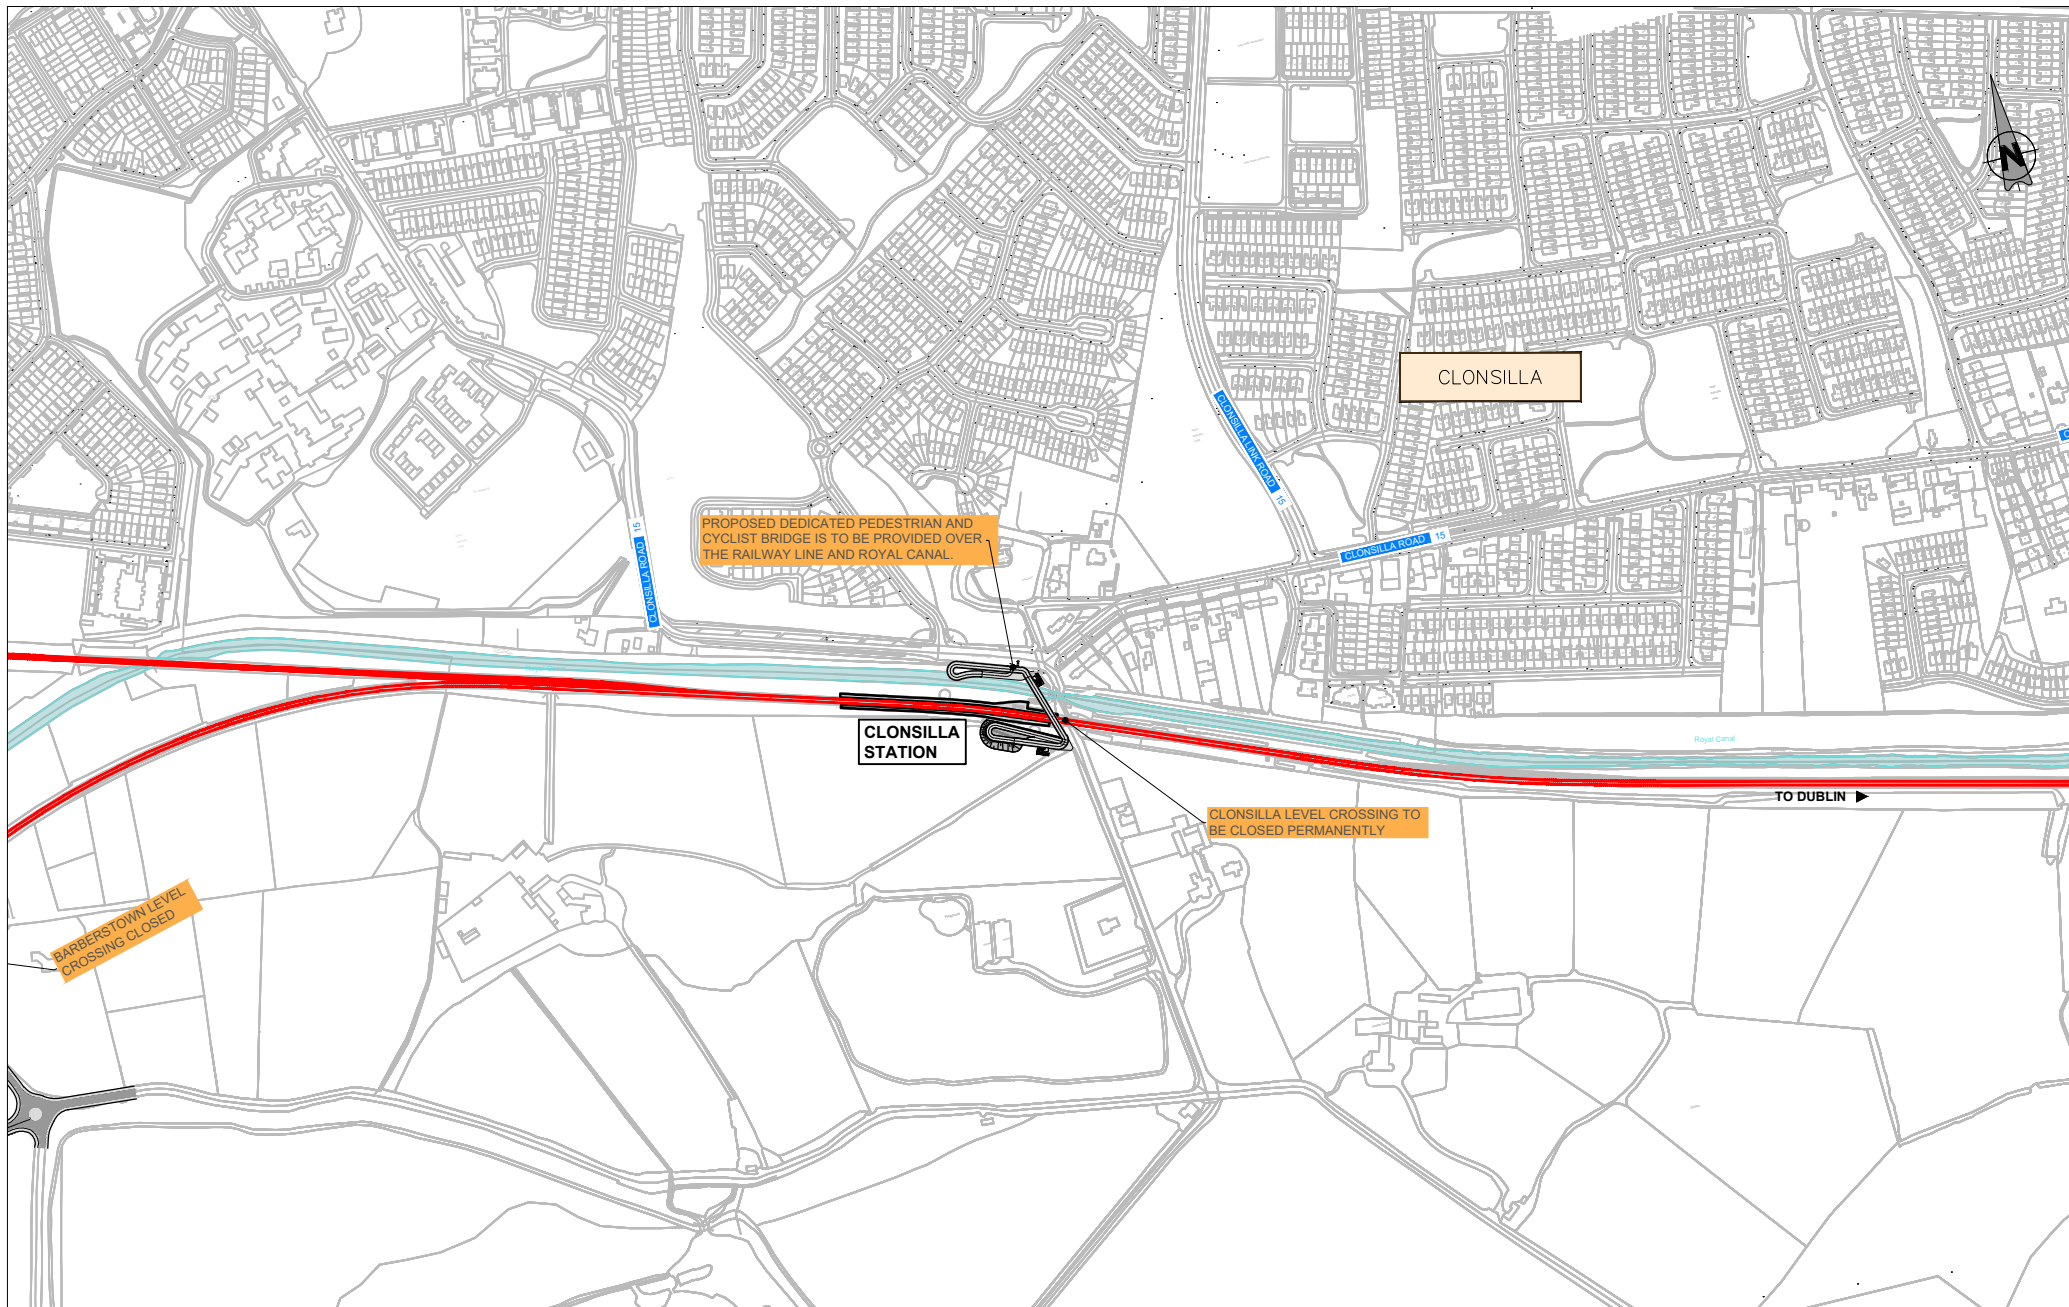 N
CLONSILLA
CLONSILLA LINK ROAD 15
CLONSILLA ROAD 15
CLONSILLA ROAD 15
PROPOSED DEDICATED PEDESTRIAN AND
CYCLIST BRIDGE IS TO BE PROVIDED OVER
THE RAILWAY LINE AND ROYAL CANAL.
CLONSILLA
STATION
Royal Canal
TO DUBLIN
CLONSILLA LEVEL CROSSING TO
BE CLOSED PERMANENTLY
BARBERSTOWN LEVEL
CROSSING CLOSED